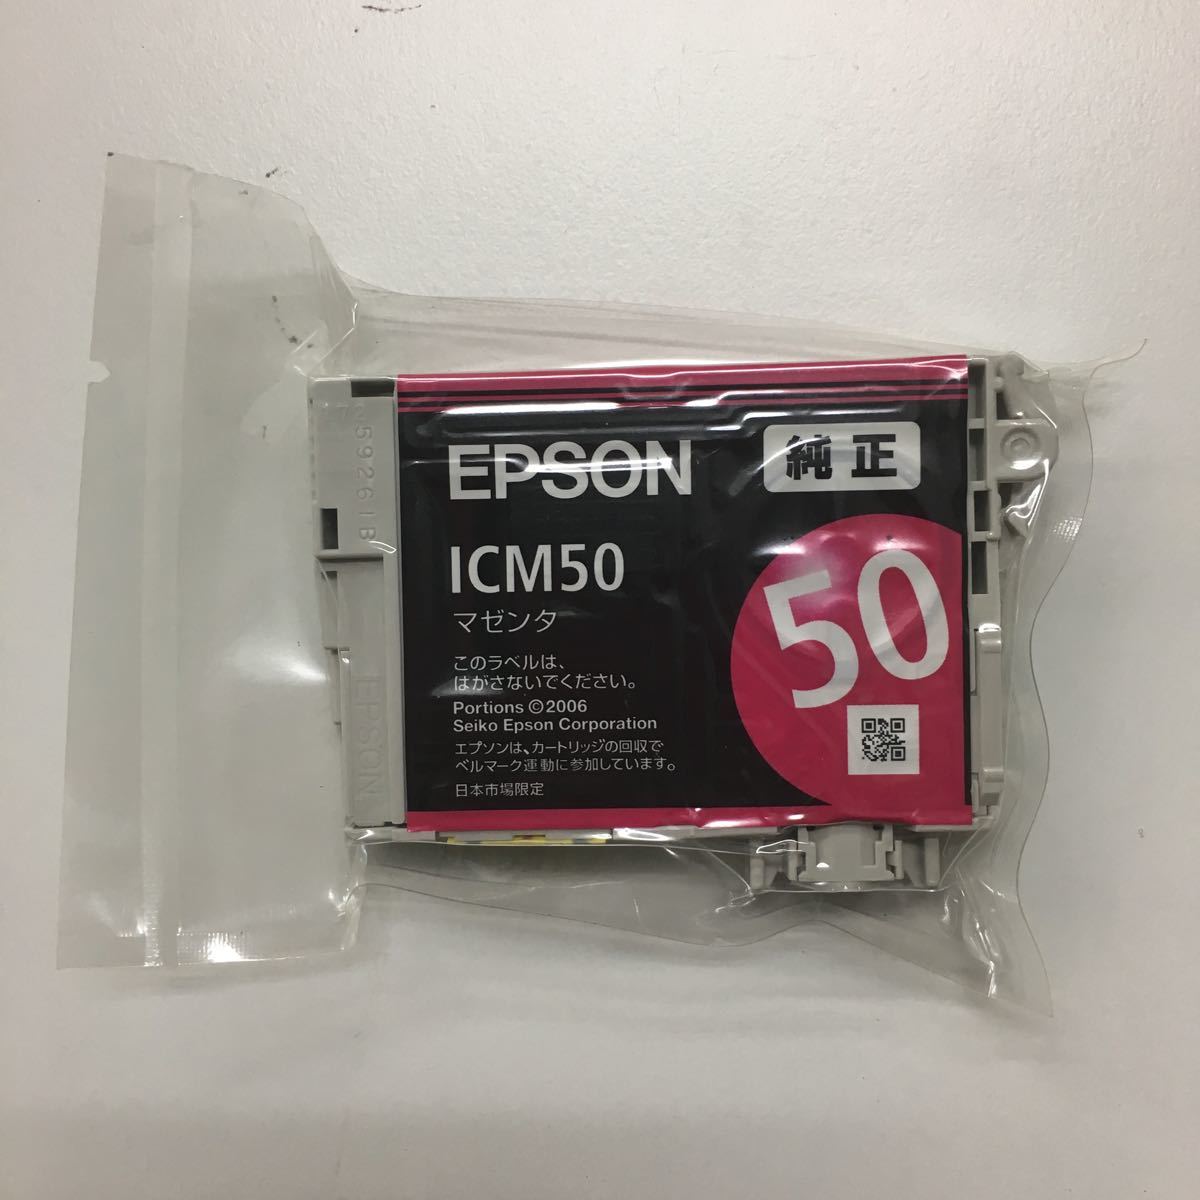 EPSON
純正
ICM50
マゼンタ
50
このラベルは、
はがさないでください。
Portions ©2006
Seiko Epson Corporation
エプソンは、カートリッジの回収で
ベルマーク運動に参加しています。
日本市場限定
EPSON